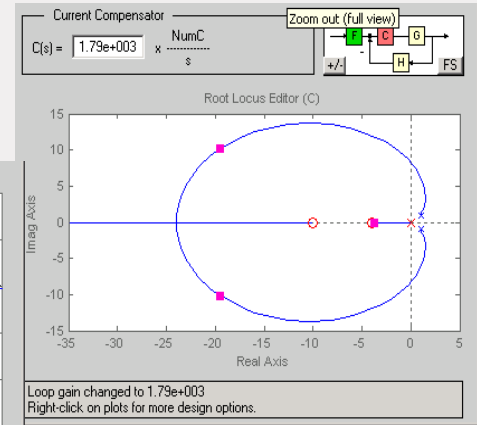 Current Compensator
Zoom out (full view)
C(s) = 1.79e+003 x NumC
s
F C G
H
+/- FS
Root Locus Editor (C)
15
10
5
0
-5
-10
-15
Imag Axis
-35 -30 -25 -20 -15 -10 -5 0 5
Real Axis
Loop gain changed to 1.79e+003
Right-click on plots for more design options.